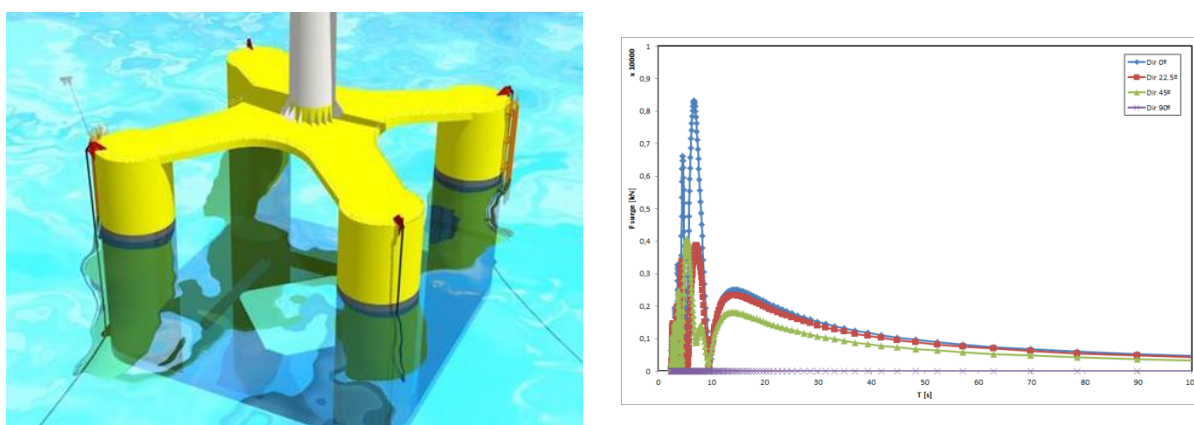 x 10000
1
0,9
0,8
0,7
0,6
0,5
0,4
0,3
0,2
0,1
0
Fsurge [kN]
0 10 20 30 40 50 60 70 80 90 100
T [s]
Dir 0º
Dir 22.5º
Dir 45º
Dir 90º